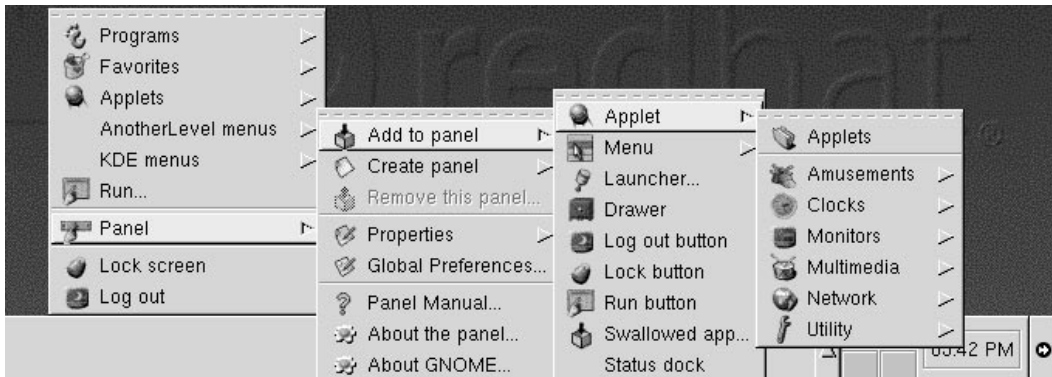 redhat
®
Programs
Favorites
Applets
AnotherLevel menus
KDE menus
Run...
Panel
Lock screen
Log out
Add to panel
Create panel
Remove this panel...
Properties
Global Preferences...
Panel Manual...
About the panel...
About GNOME...
Applet
Menu
Launcher...
Drawer
Log out button
Lock button
Run button
Swallowed app...
Status dock
Applets
Amusements
Clocks
Monitors
Multimedia
Network
Utility
PM